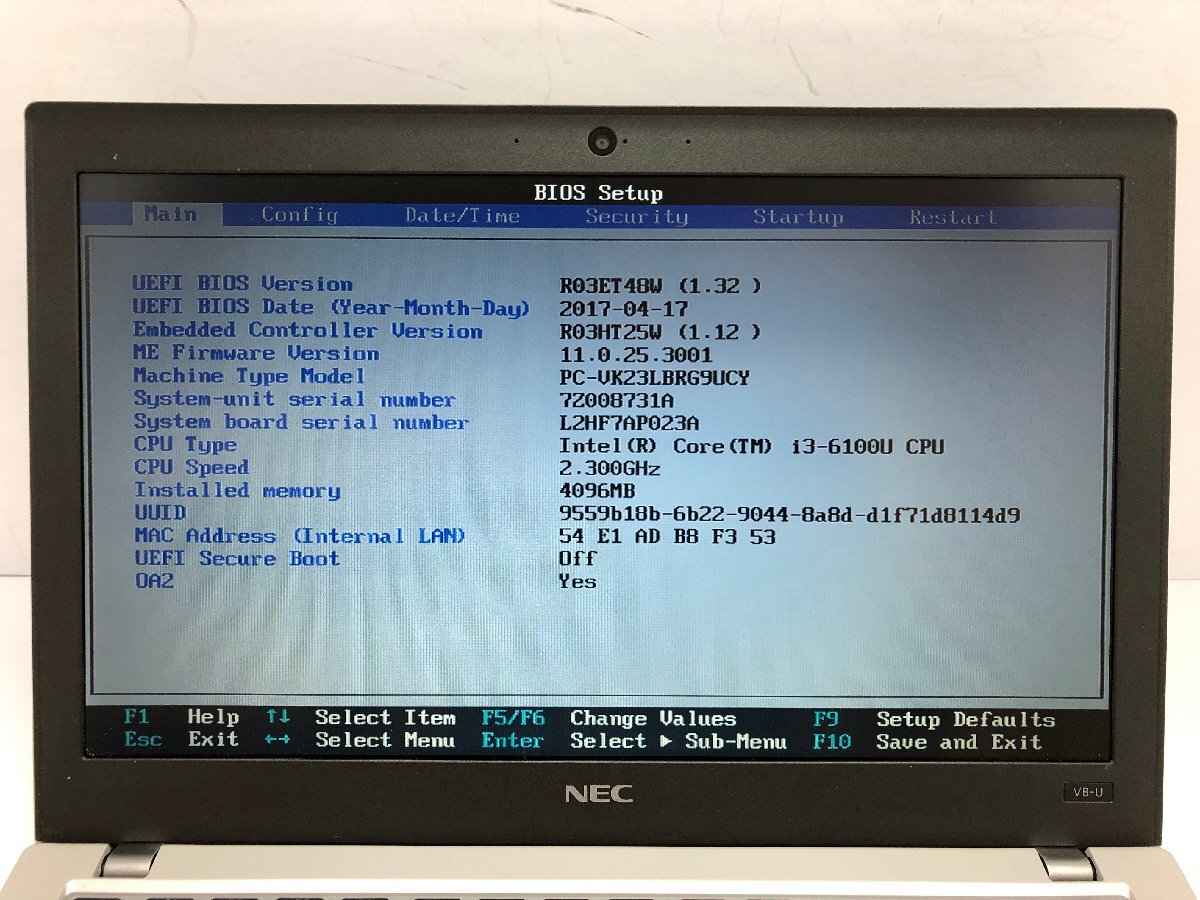 BIOS Setup
Main Config Date/Time Security Startup Restart
UEFI BIOS Version R03ET48W (1.32 )
UEFI BIOS Date (Year-Month-Day) 2017-04-17
Embedded Controller Version R03HT25W (1.12 )
ME Firmware Version 11.0.25.3001
Machine Type Model PC-VK23LBRG9UCY
System-unit serial number 7Z008731A
System board serial number L2HF7AP023A
CPU Type Intel(R) Core(TM) i3-6100U CPU
CPU Speed 2.300GHz
Installed memory 4096MB
UUID 9559b18b-6b22-9044-8a8d-d1f71d8114d9
MAC Address (Internal LAN) 54 E1 AD B8 F3 53
UEFI Secure Boot Off
OA2 Yes
F1 Help ↑↓ Select Item F5/F6 Change Values F9 Setup Defaults
Esc Exit ←→ Select Menu Enter Select ▶ Sub-Menu F10 Save and Exit
NEC
VB-U